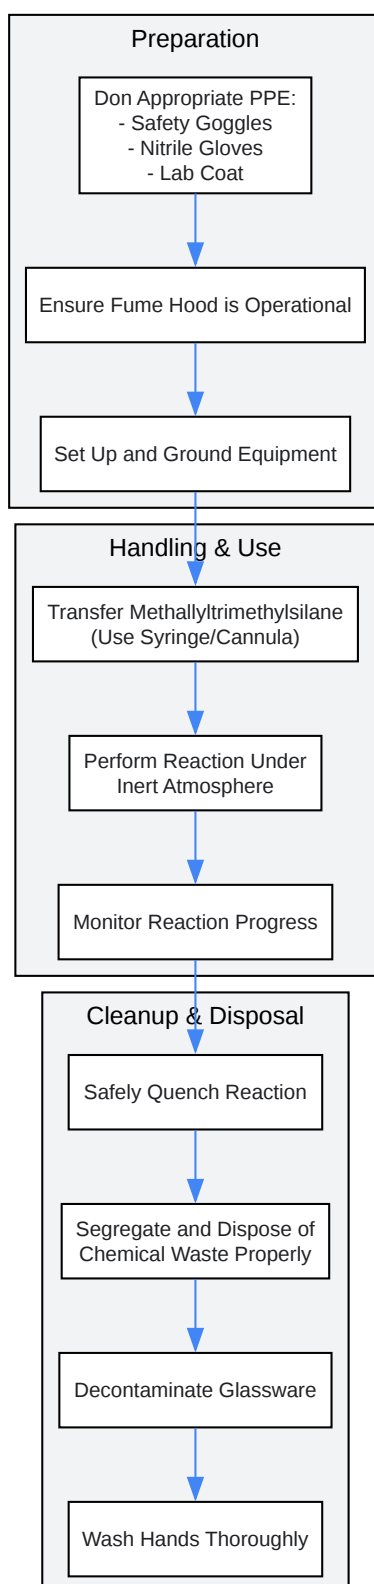 Preparation
Don Appropriate PPE:
- Safety Goggles
- Nitrile Gloves
- Lab Coat
Ensure Fume Hood is Operational
Set Up and Ground Equipment
Handling & Use
Transfer Methallyltrimethylsilane
(Use Syringe/Cannula)
Perform Reaction Under
Inert Atmosphere
Monitor Reaction Progress
Cleanup & Disposal
Safely Quench Reaction
Segregate and Dispose of
Chemical Waste Properly
Decontaminate Glassware
Wash Hands Thoroughly